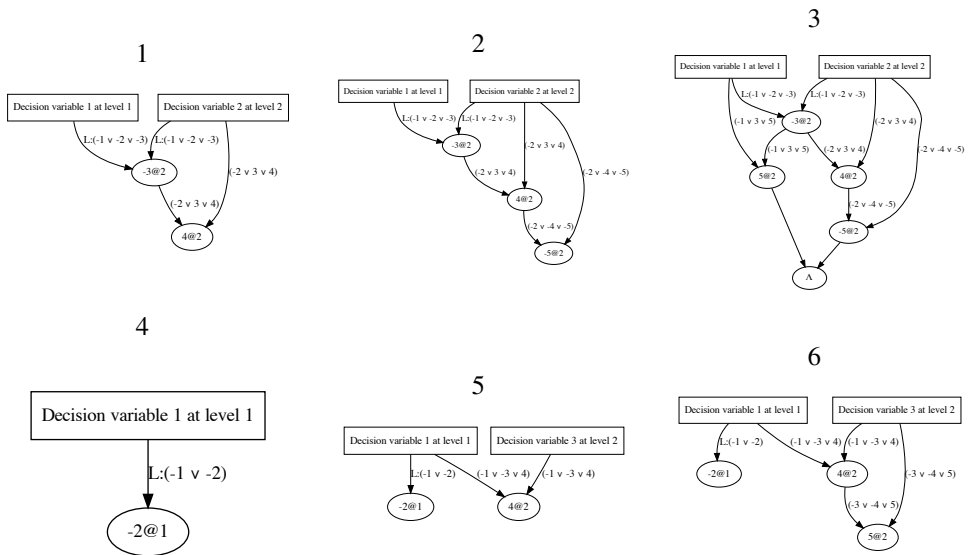 1
Decision variable 1 at level 1
Decision variable 2 at level 2
L:(-1 ∨ -2 ∨ -3)
L:(-1 ∨ -2 ∨ -3)
-3@2
(-2 ∨ 3 ∨ 4)
(-2 ∨ 3 ∨ 4)
4@2
2
Decision variable 1 at level 1
Decision variable 2 at level 2
L:(-1 ∨ -2 ∨ -3)
L:(-1 ∨ -2 ∨ -3)
-3@2
(-2 ∨ 3 ∨ 4)
(-2 ∨ 3 ∨ 4)
(-2 ∨ -4 ∨ -5)
4@2
(-2 ∨ -4 ∨ -5)
-5@2
3
Decision variable 1 at level 1
Decision variable 2 at level 2
L:(-1 ∨ -2 ∨ -3)
L:(-1 ∨ -2 ∨ -3)
(-1 ∨ 3 ∨ 5)
-3@2
(-2 ∨ 3 ∨ 4)
(-1 ∨ 3 ∨ 5)
(-2 ∨ 3 ∨ 4)
(-2 ∨ -4 ∨ -5)
5@2
4@2
(-2 ∨ -4 ∨ -5)
-5@2
Λ
4
Decision variable 1 at level 1
L:(-1 ∨ -2)
-2@1
5
Decision variable 1 at level 1
Decision variable 3 at level 2
L:(-1 ∨ -2)
(-1 ∨ -3 ∨ 4)
(-1 ∨ -3 ∨ 4)
-2@1
4@2
6
Decision variable 1 at level 1
Decision variable 3 at level 2
L:(-1 ∨ -2)
(-1 ∨ -3 ∨ 4)
(-1 ∨ -3 ∨ 4)
-2@1
4@2
(-3 ∨ -4 ∨ 5)
(-3 ∨ -4 ∨ 5)
5@2